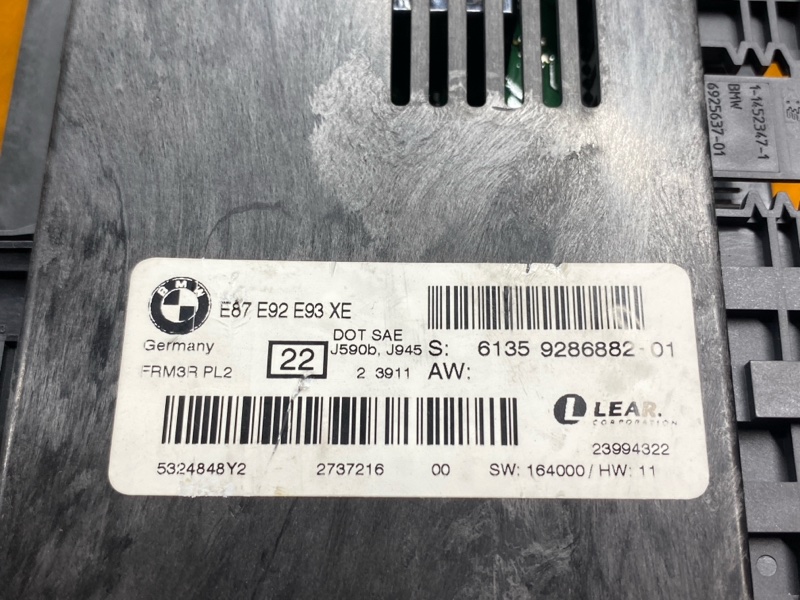 1-1452347-1
BMW
6925637-01
BMW
E87 E92 E93 XE
Germany
FRM3R PL2
22
DOT SAE
J590b, J945
2 3911
S: 6135 9286882-01
AW:
LEAR.
CORPORATION
23994322
5324848Y2 2737216 00 SW: 164000 / HW: 11